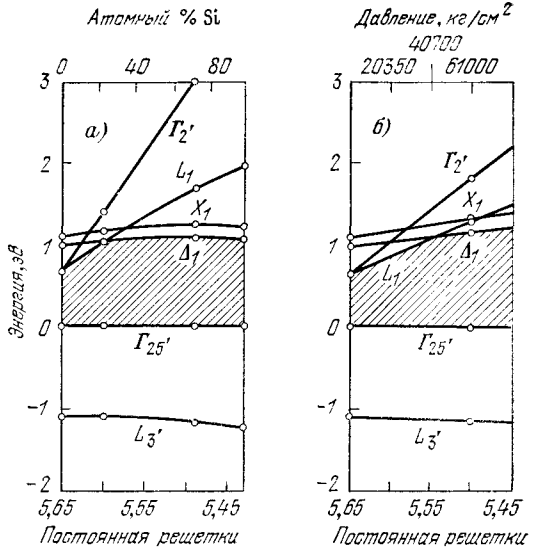 Атомный % Si
0 40 80
3
2
1
0
-1
-2
Энергия, эВ
а)
Γ2'
L1
X1
Δ1
Γ25'
L3'
5,65 5,55 5,45
Постоянная решетки
Давление, кг/см2
40700
20350 61000
3
2
1
0
-1
-2
б)
Γ2'
X1
Δ1
L1
Γ25'
L3'
5,65 5,55 5,45
Постоянная решетки